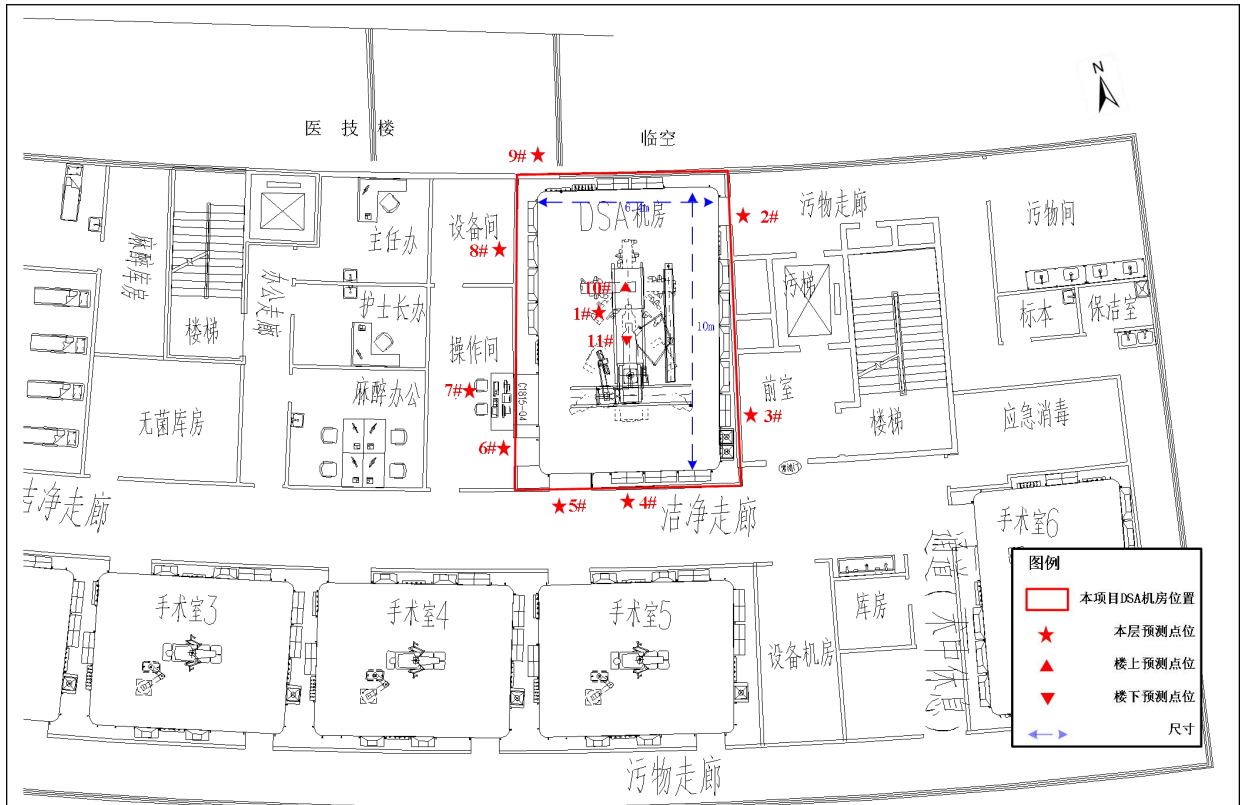 N
医技楼
临空
9#
DSA机房
2#
污物走廊
污物间
设备间
主任办
8#
麻醉库房
办公走廊
10#
污梯
护士长办
1#
标本
保洁室
楼梯
11#
10m
操作间
7#
C1815-04
麻醉办公
前室
3#
楼梯
应急消毒
无菌库房
6#
5#
4#
洁净走廊
洁净走廊
手术室6
手术室3
手术室4
手术室5
设备机房
库房
污物走廊
图例
本项目DSA机房位置
本层预测点位
楼上预测点位
楼下预测点位
尺寸